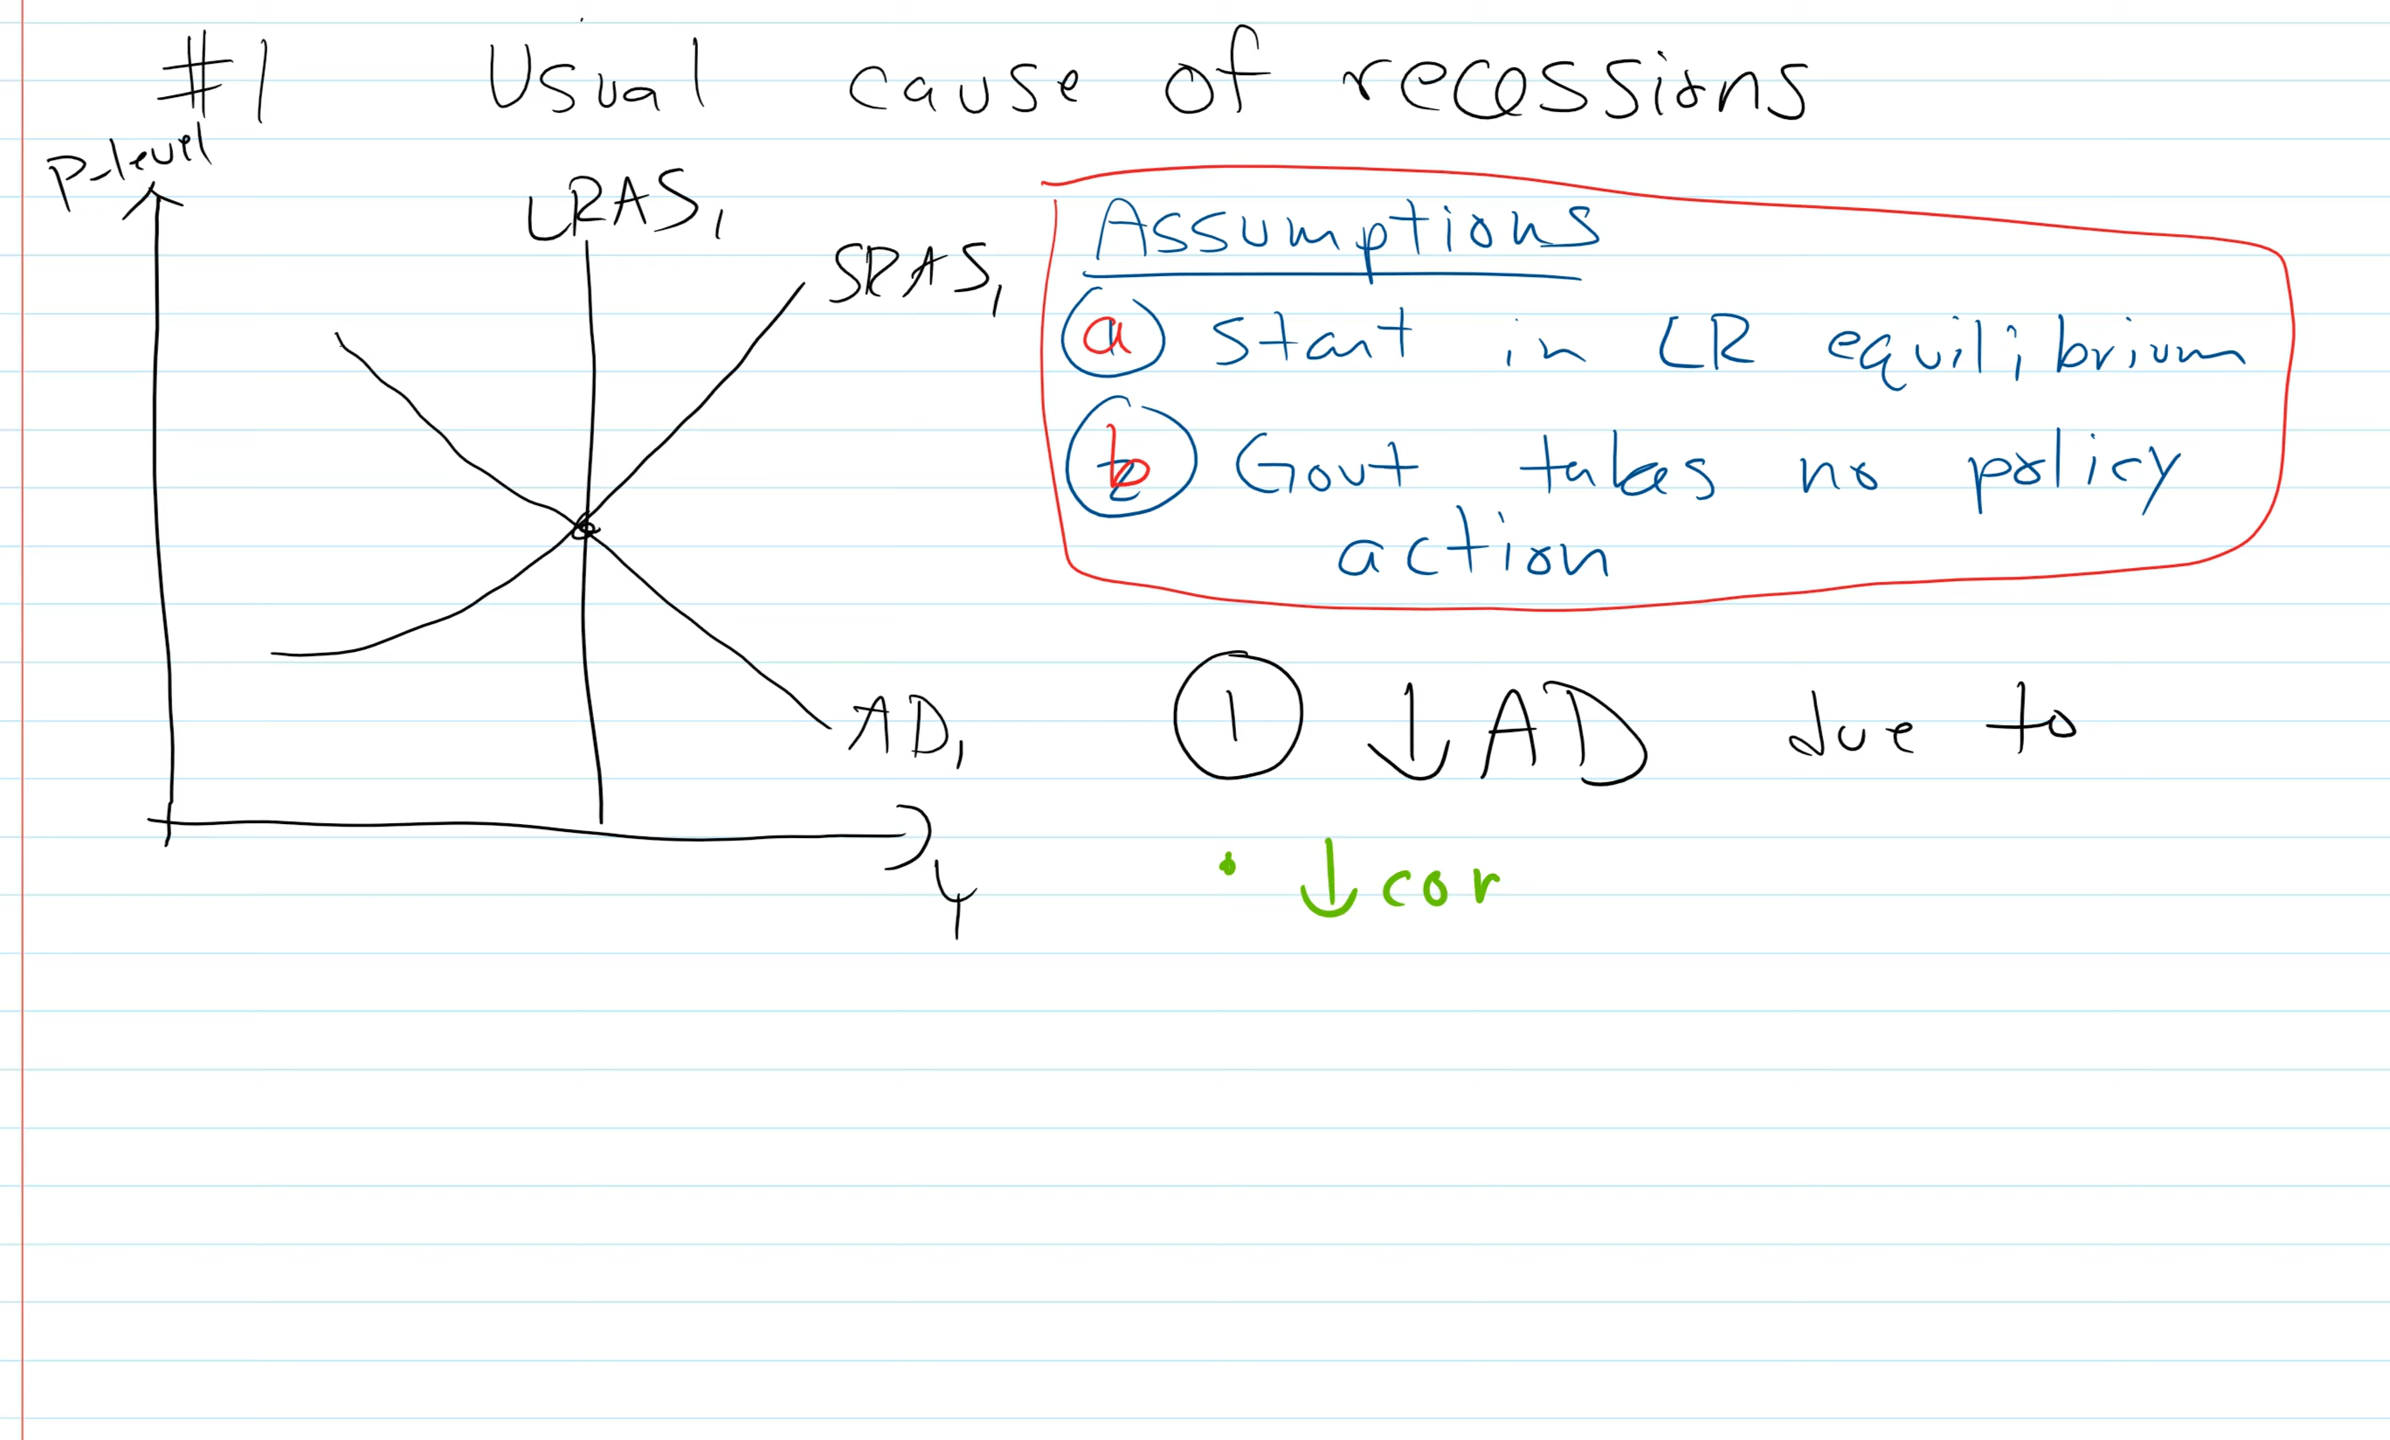 #1 Usual cause of recessions
P-level
LRAS1
SRAS1
AD1
Y
Assumptions
a Start in LR equilibrium
b Govt takes no policy
action
1 ↓AD due to
• ↓cor